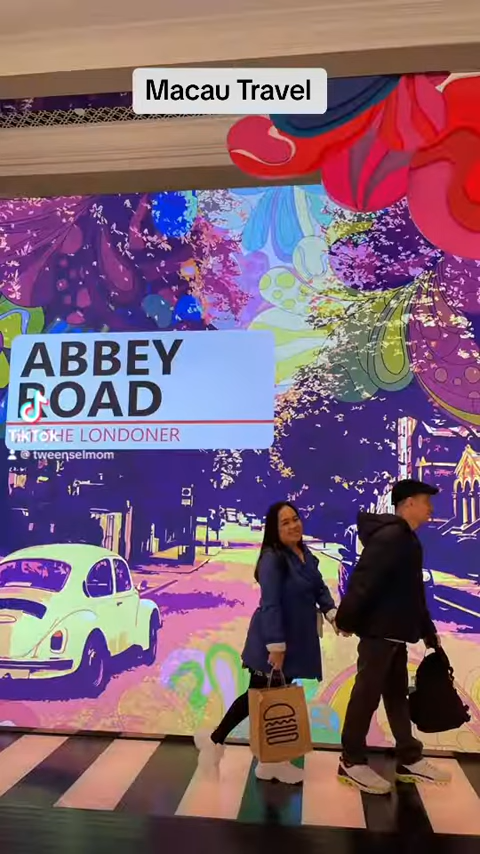 Macau Travel
ABBEY
ROAD
THE LONDONER
TikTok
@tweenselmom